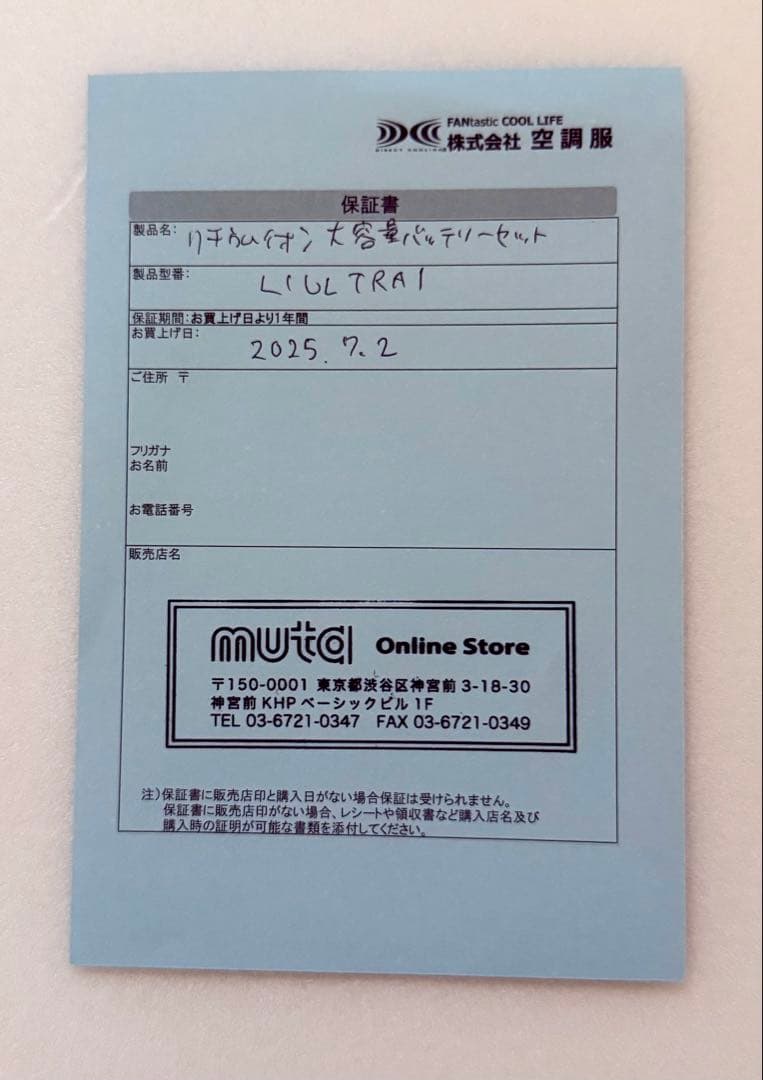 FANtastic COOL LIFE
株式会社 空調服
保証書
製品名: リチウムイオン 大容量バッテリーセット
製品型番: LIULTRA1
保証期間:お買上げ日より1年間
お買上げ日: 2025.7.2
ご住所 〒
フリガナ
お名前
お電話番号
販売店名
muta Online Store
〒150-0001 東京都渋谷区神宮前 3-18-30
神宮前 KHP ベーシックビル 1F
TEL 03-6721-0347 FAX 03-6721-0349
注)保証書に販売店印と購入日がない場合保証は受けられません。
保証書に販売店印がない場合、レシートや領収書など購入店名及び
購入時の証明が可能な書類を添付してください。